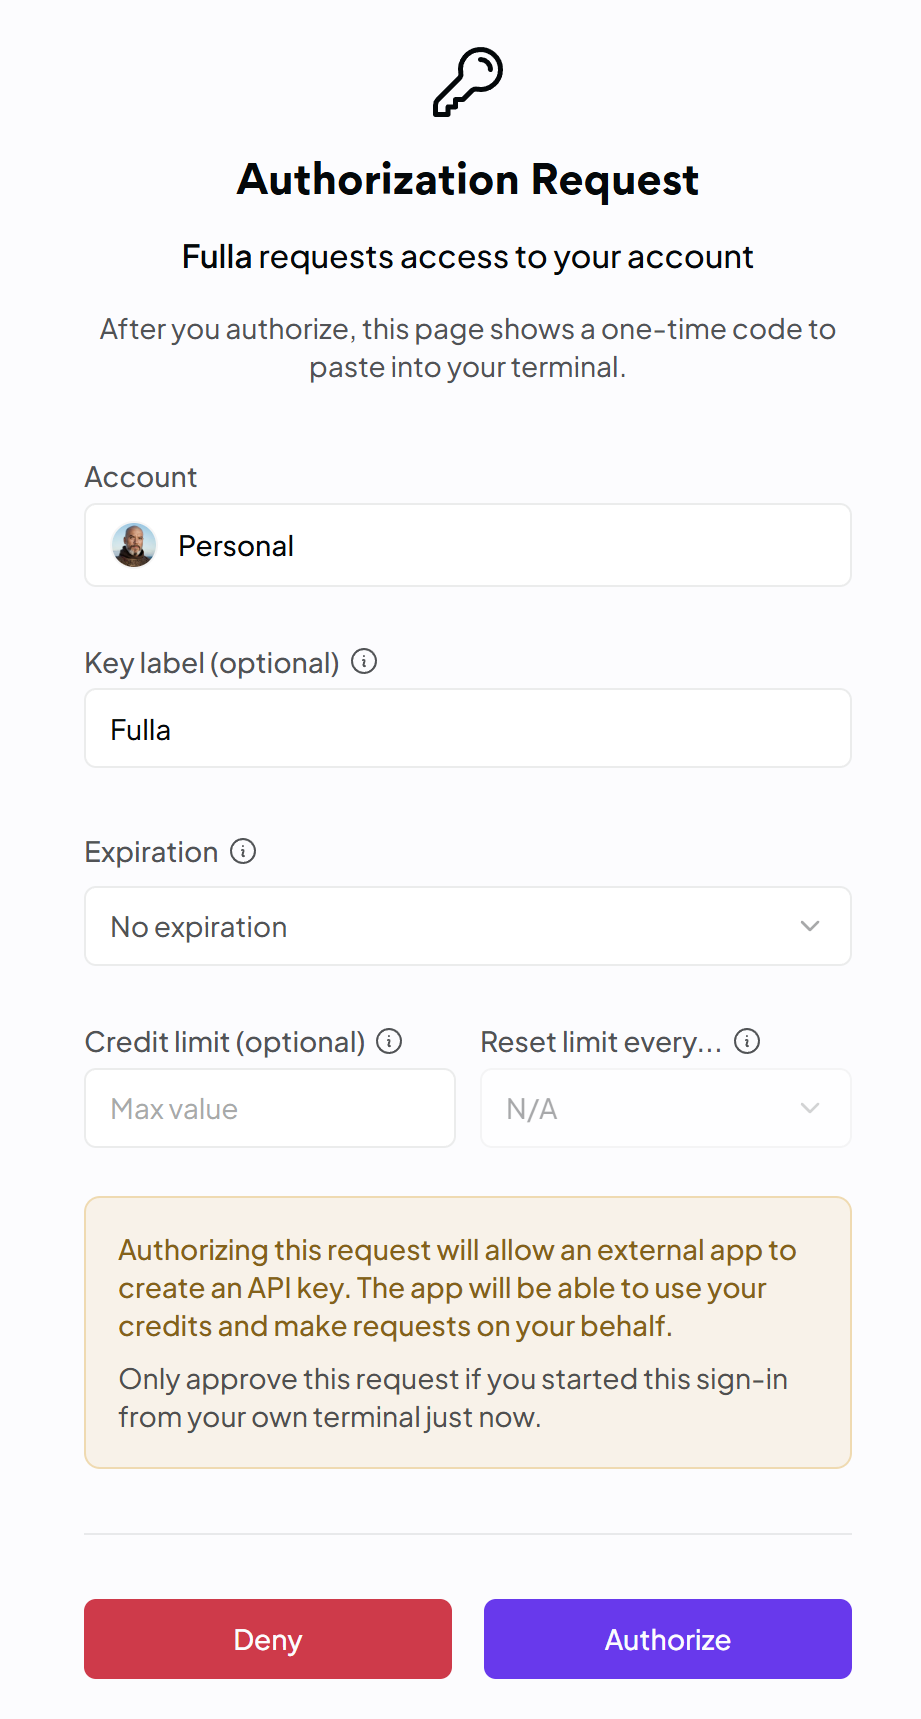 Authorization Request
Fulla requests access to your account
After you authorize, this page shows a one-time code to
paste into your terminal.
Account
Personal
Key label (optional)
Fulla
Expiration
No expiration
Credit limit (optional)
Reset limit every...
Max value
N/A
Authorizing this request will allow an external app to
create an API key. The app will be able to use your
credits and make requests on your behalf.
Only approve this request if you started this sign-in
from your own terminal just now.
Deny
Authorize